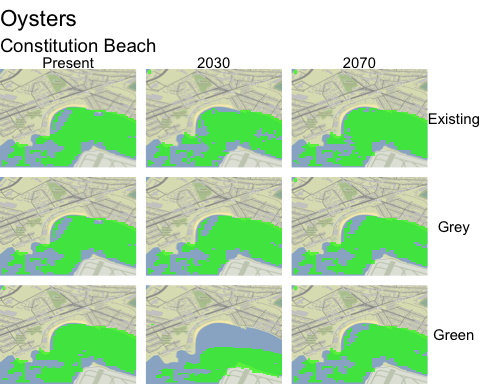 Oysters
Constitution Beach
Present 2030 2070
Existing
Grey
Green